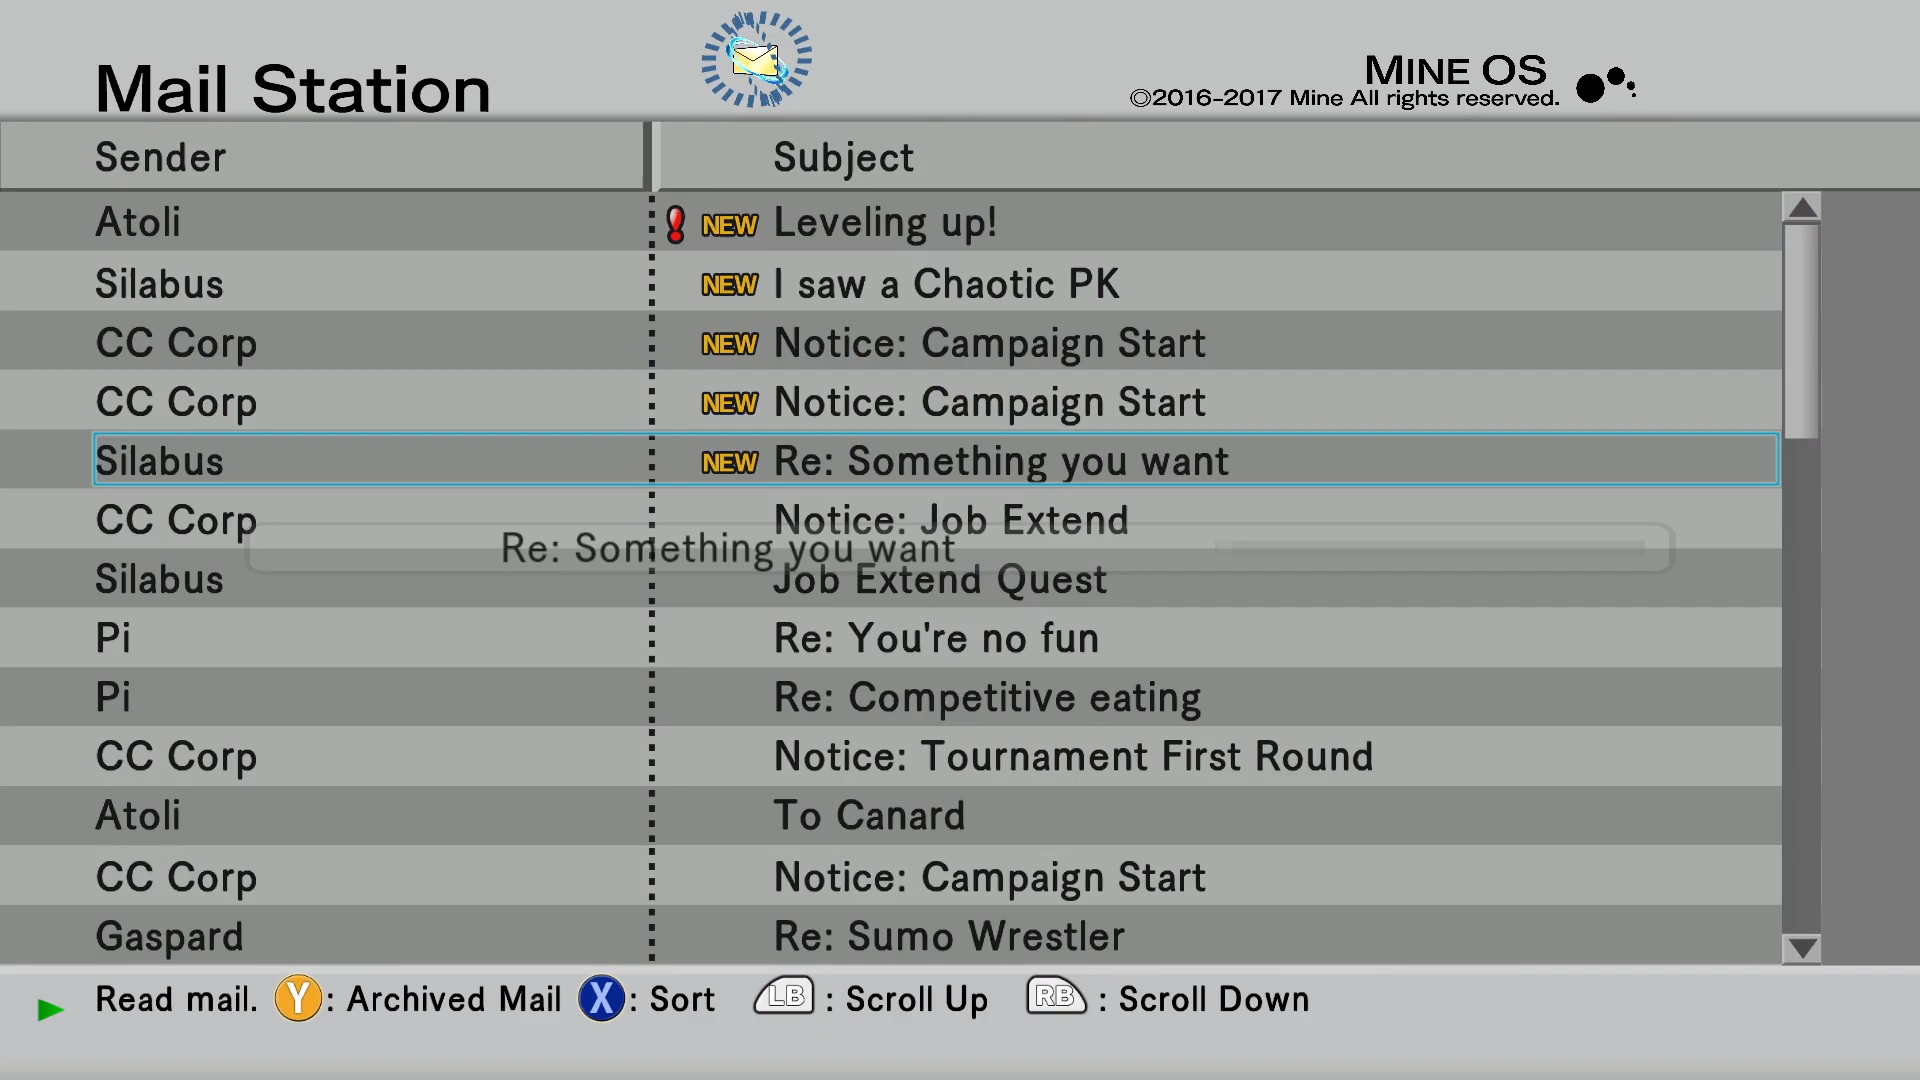 Mail Station
MINE OS
©2016-2017 Mine All rights reserved.
Sender Subject
Atoli NEW Leveling up!
Silabus NEW I saw a Chaotic PK
CC Corp NEW Notice: Campaign Start
CC Corp NEW Notice: Campaign Start
Silabus NEW Re: Something you want
CC Corp Notice: Job Extend
Re: Something you want
Silabus Job Extend Quest
Pi Re: You're no fun
Pi Re: Competitive eating
CC Corp Notice: Tournament First Round
Atoli To Canard
CC Corp Notice: Campaign Start
Gaspard Re: Sumo Wrestler
Read mail. Y: Archived Mail X: Sort LB : Scroll Up RB : Scroll Down